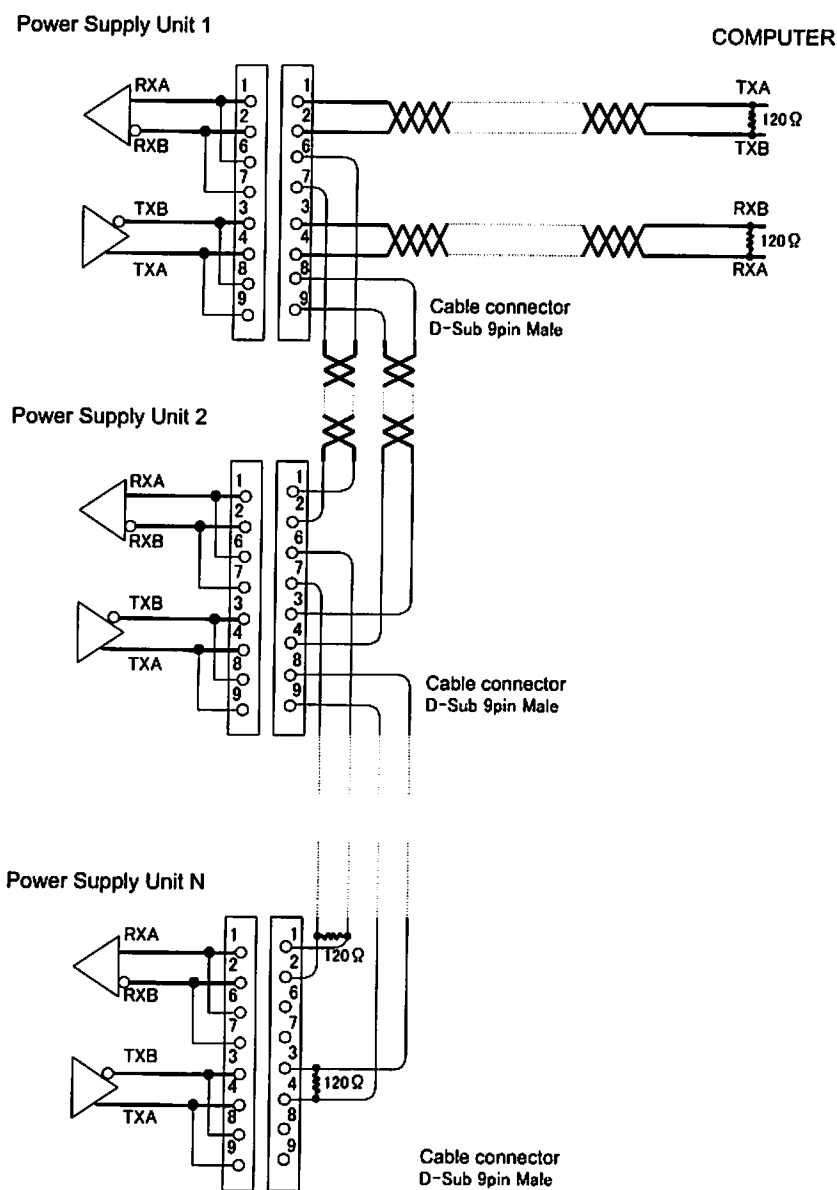 Power Supply Unit 1
COMPUTER
RXA
RXB
TXB
TXA
1
2
6
7
3
4
8
9
1
2
6
7
3
4
8
9
TXA
120Ω
TXB
RXB
120Ω
RXA
Cable connector
D-Sub 9pin Male
Power Supply Unit 2
RXA
RXB
TXB
TXA
1
2
6
7
3
4
8
9
1
2
6
7
3
4
8
9
Cable connector
D-Sub 9pin Male
Power Supply Unit N
RXA
RXB
TXB
TXA
1
2
6
7
3
4
8
9
1
2
6
7
3
4
8
9
120Ω
120Ω
Cable connector
D-Sub 9pin Male